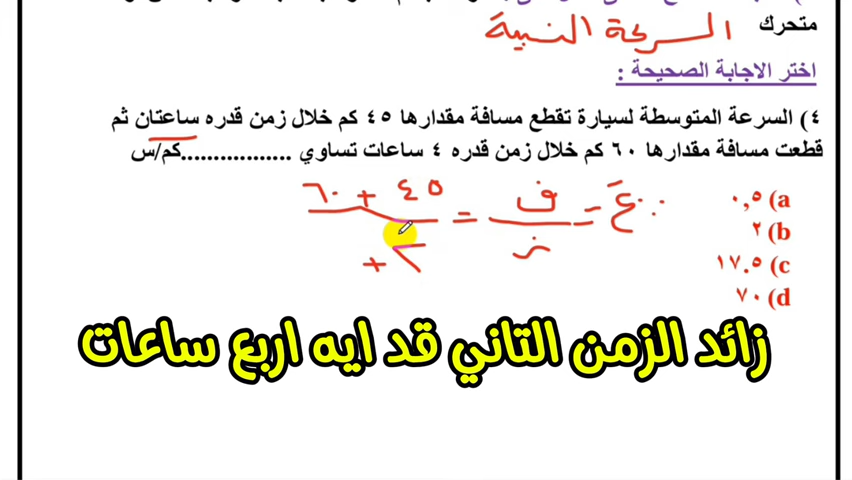 متحرك
السرعة النسبية
اختر الاجابة الصحيحة :
٤) السرعة المتوسطة لسيارة تقطع مسافة مقدارها ٤٥ كم خلال زمن قدره ساعتان ثم
قطعت مسافة مقدارها ٦٠ كم خلال زمن قدره ٤ ساعات تساوي ..................كم/س
a) ٠,٥
b) ٢
c) ١٧.٥
d) ٧٠
∴ عَ = ف / ز = ٤٥ + ٦٠ / ٢ +
زائد الزمن التاني قد ايه اربع ساعات